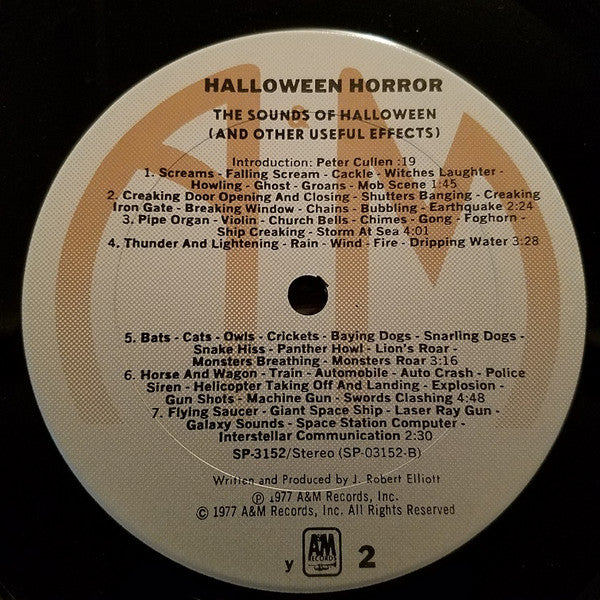 HALLOWEEN HORROR
THE SOUNDS OF HALLOWEEN
(AND OTHER USEFUL EFFECTS)
Introduction: Peter Cullen :19
1. Screams - Falling Scream - Cackle - Witches Laughter -
Howling - Ghost - Groans - Mob Scene 1:45
2. Creaking Door Opening And Closing - Shutters Banging - Creaking
Iron Gate - Breaking Window - Chains - Bubbling - Earthquake 2:24
3. Pipe Organ - Violin - Church Bells - Chimes - Gong - Foghorn -
Ship Creaking - Storm At Sea 4:01
4. Thunder And Lightening - Rain - Wind - Fire - Dripping Water 3:28
5. Bats - Cats - Owls - Crickets - Baying Dogs - Snarling Dogs -
Snake Hiss - Panther Howl - Lion's Roar -
Monsters Breathing - Monsters Roar 3:16
6. Horse And Wagon - Train - Automobile - Auto Crash - Police
Siren - Helicopter Taking Off And Landing - Explosion -
Gun Shots - Machine Gun - Swords Clashing 4:48
7. Flying Saucer - Giant Space Ship - Laser Ray Gun -
Galaxy Sounds - Space Station Computer -
Interstellar Communication 2:30
SP-3152/Stereo (SP-03152-B)
Written and Produced by J. Robert Elliott
℗ 1977 A&M Records, Inc.
© 1977 A&M Records, Inc. All Rights Reserved
y
A&M
RECORDS
2